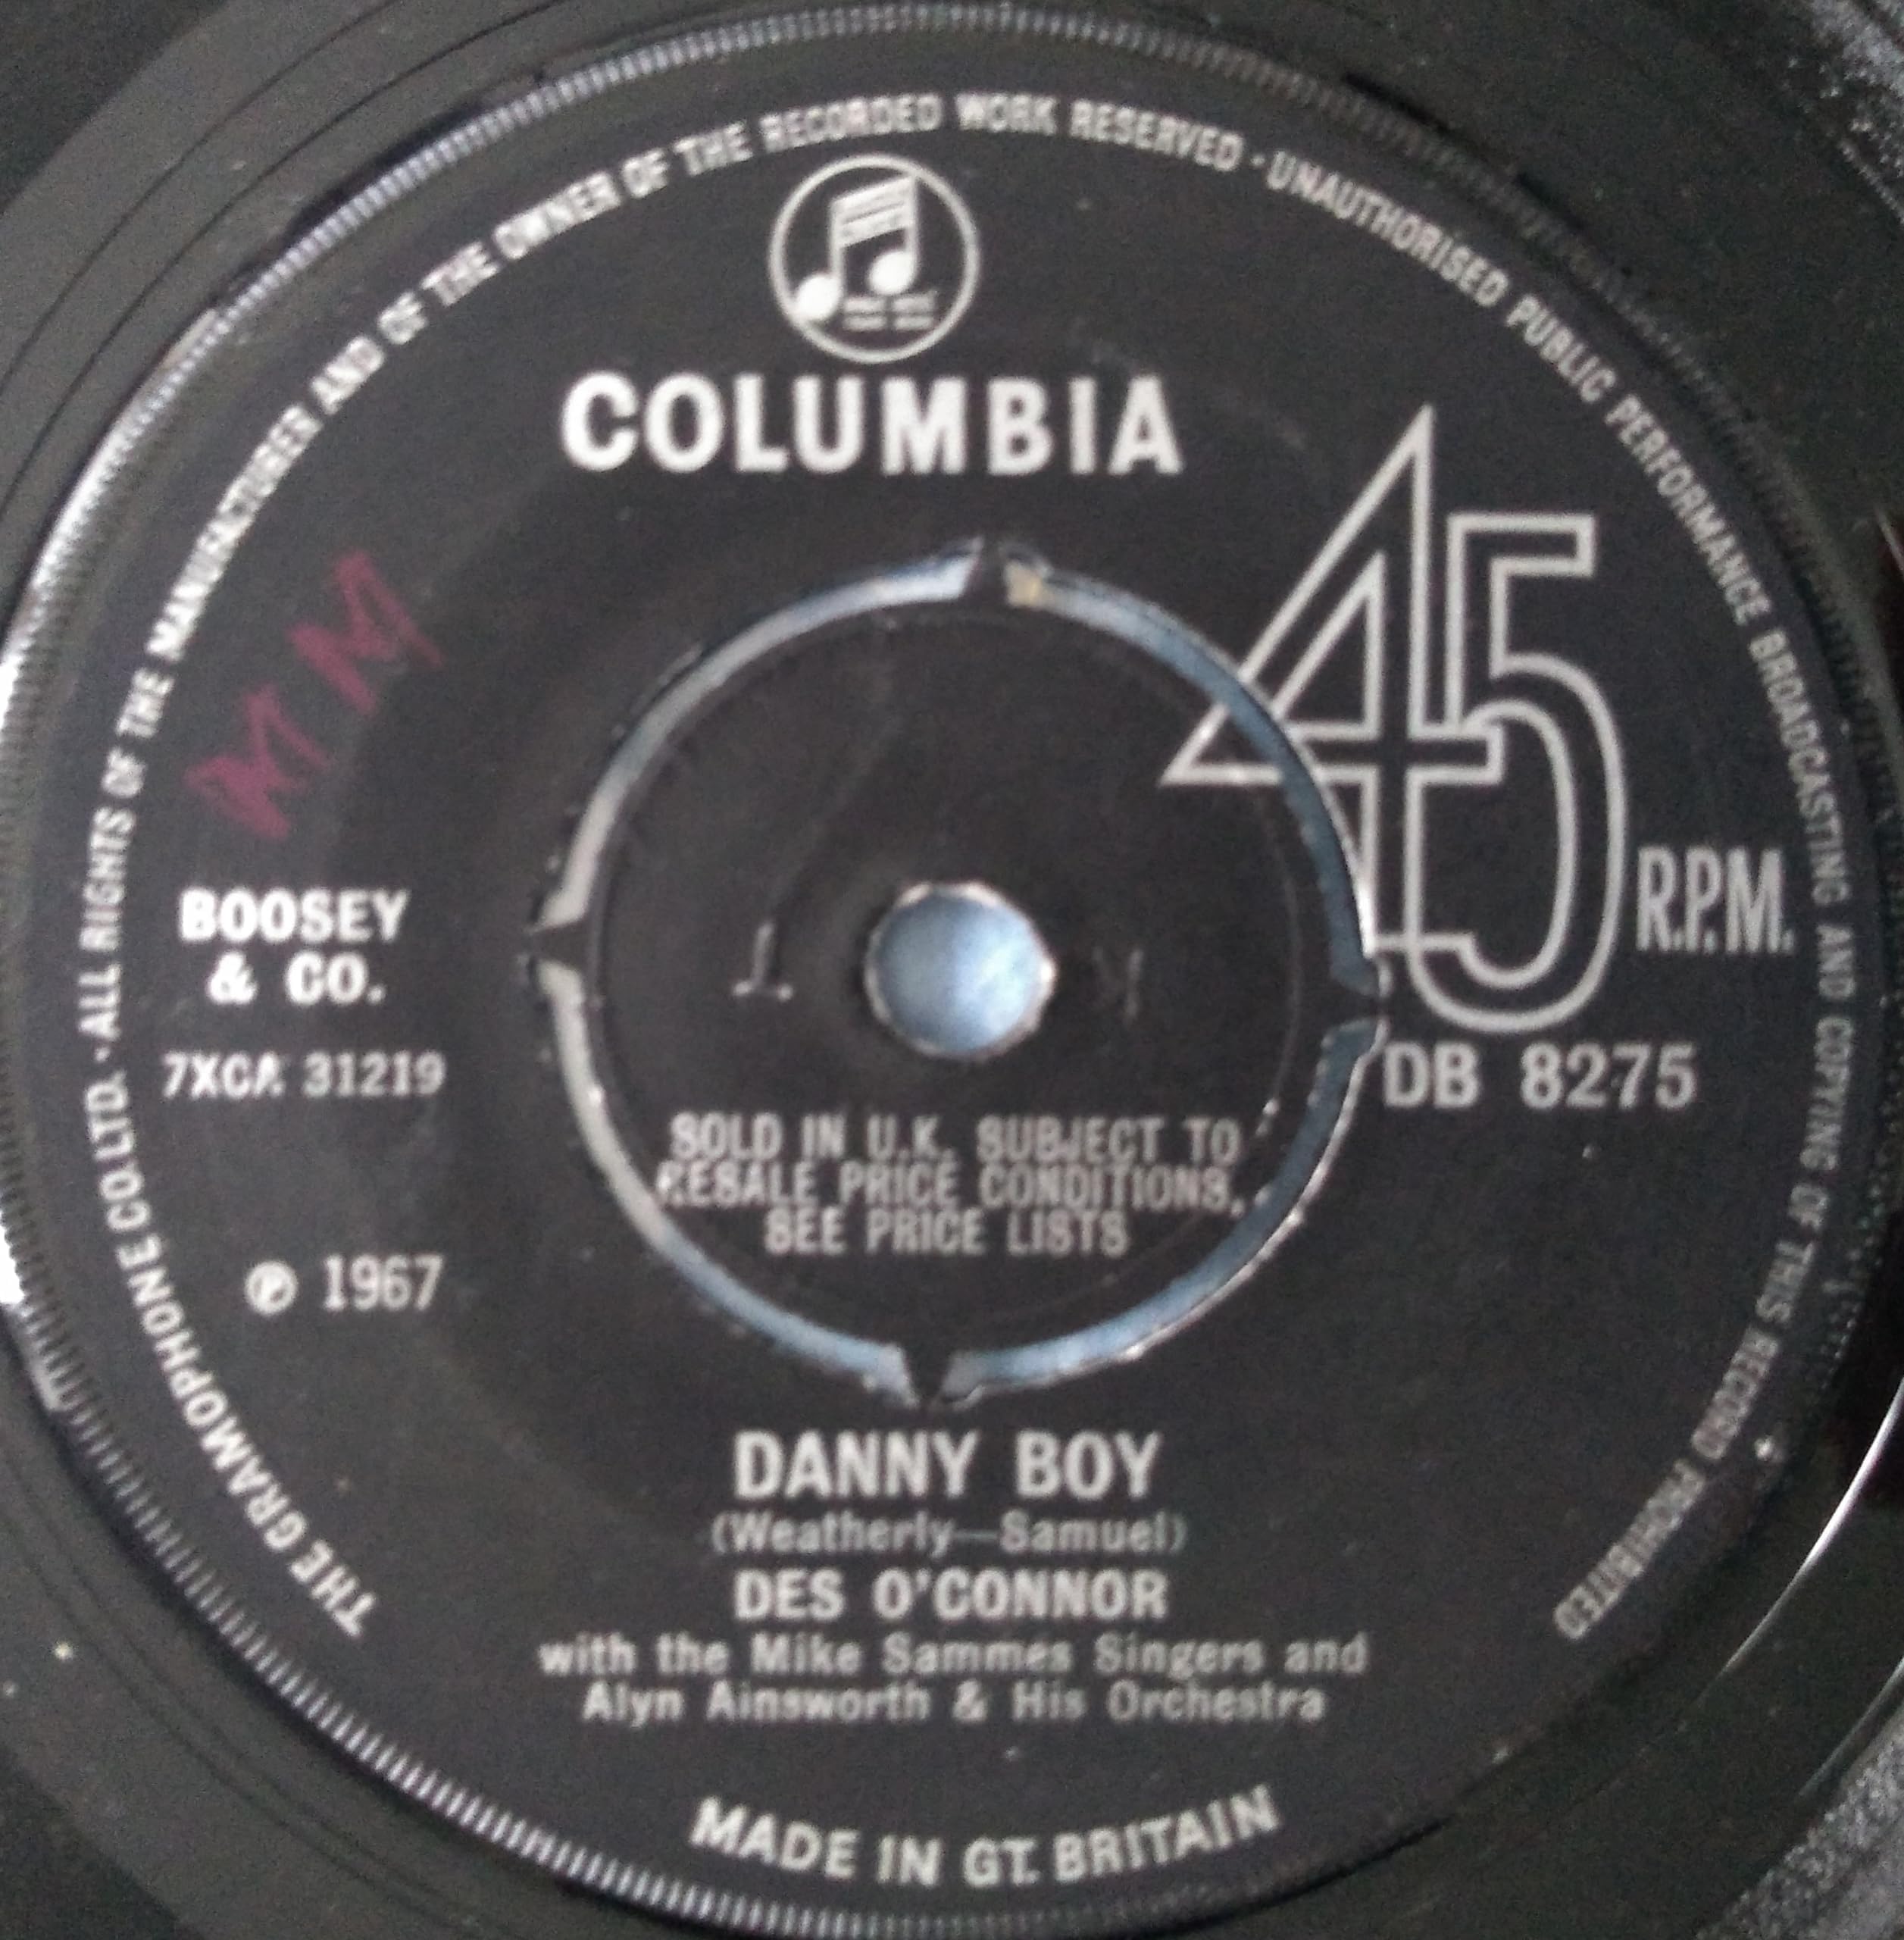 THE GRAMOPHONE CO. LTD. · ALL RIGHTS OF THE MANUFACTURER AND OF THE OWNER OF THE RECORDED WORK RESERVED · UNAUTHORISED PUBLIC PERFORMANCE BROADCASTING AND COPYING OF THIS RECORD PROHIBITED
COLUMBIA
45 R.P.M.
MM
BOOSEY
& CO.
7XCA 31219
DB 8275
SOLD IN U.K. SUBJECT TO
RESALE PRICE CONDITIONS,
SEE PRICE LISTS
℗ 1967
DANNY BOY
(Weatherly—Samuel)
DES O'CONNOR
with the Mike Sammes Singers and
Alyn Ainsworth & His Orchestra
MADE IN GT. BRITAIN